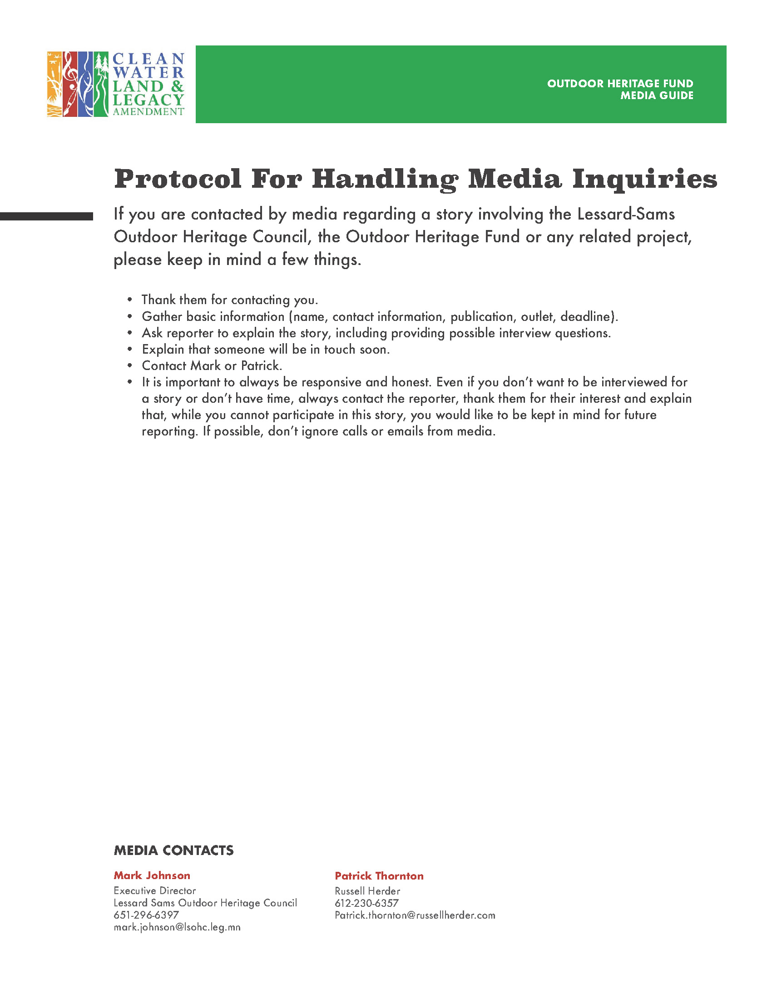 CLEAN
WATER
LAND &
LEGACY
AMENDMENT
OUTDOOR HERITAGE FUND
MEDIA GUIDE
Protocol For Handling Media Inquiries
If you are contacted by media regarding a story involving the Lessard-Sams
Outdoor Heritage Council, the Outdoor Heritage Fund or any related project,
please keep in mind a few things.
• Thank them for contacting you.
• Gather basic information (name, contact information, publication, outlet, deadline).
• Ask reporter to explain the story, including providing possible interview questions.
• Explain that someone will be in touch soon.
• Contact Mark or Patrick.
• It is important to always be responsive and honest. Even if you don’t want to be interviewed for
a story or don’t have time, always contact the reporter, thank them for their interest and explain
that, while you cannot participate in this story, you would like to be kept in mind for future
reporting. If possible, don’t ignore calls or emails from media.
MEDIA CONTACTS
Mark Johnson
Executive Director
Lessard Sams Outdoor Heritage Council
651-296-6397
mark.johnson@lsohc.leg.mn
Patrick Thornton
Russell Herder
612-230-6357
Patrick.thornton@russellherder.com